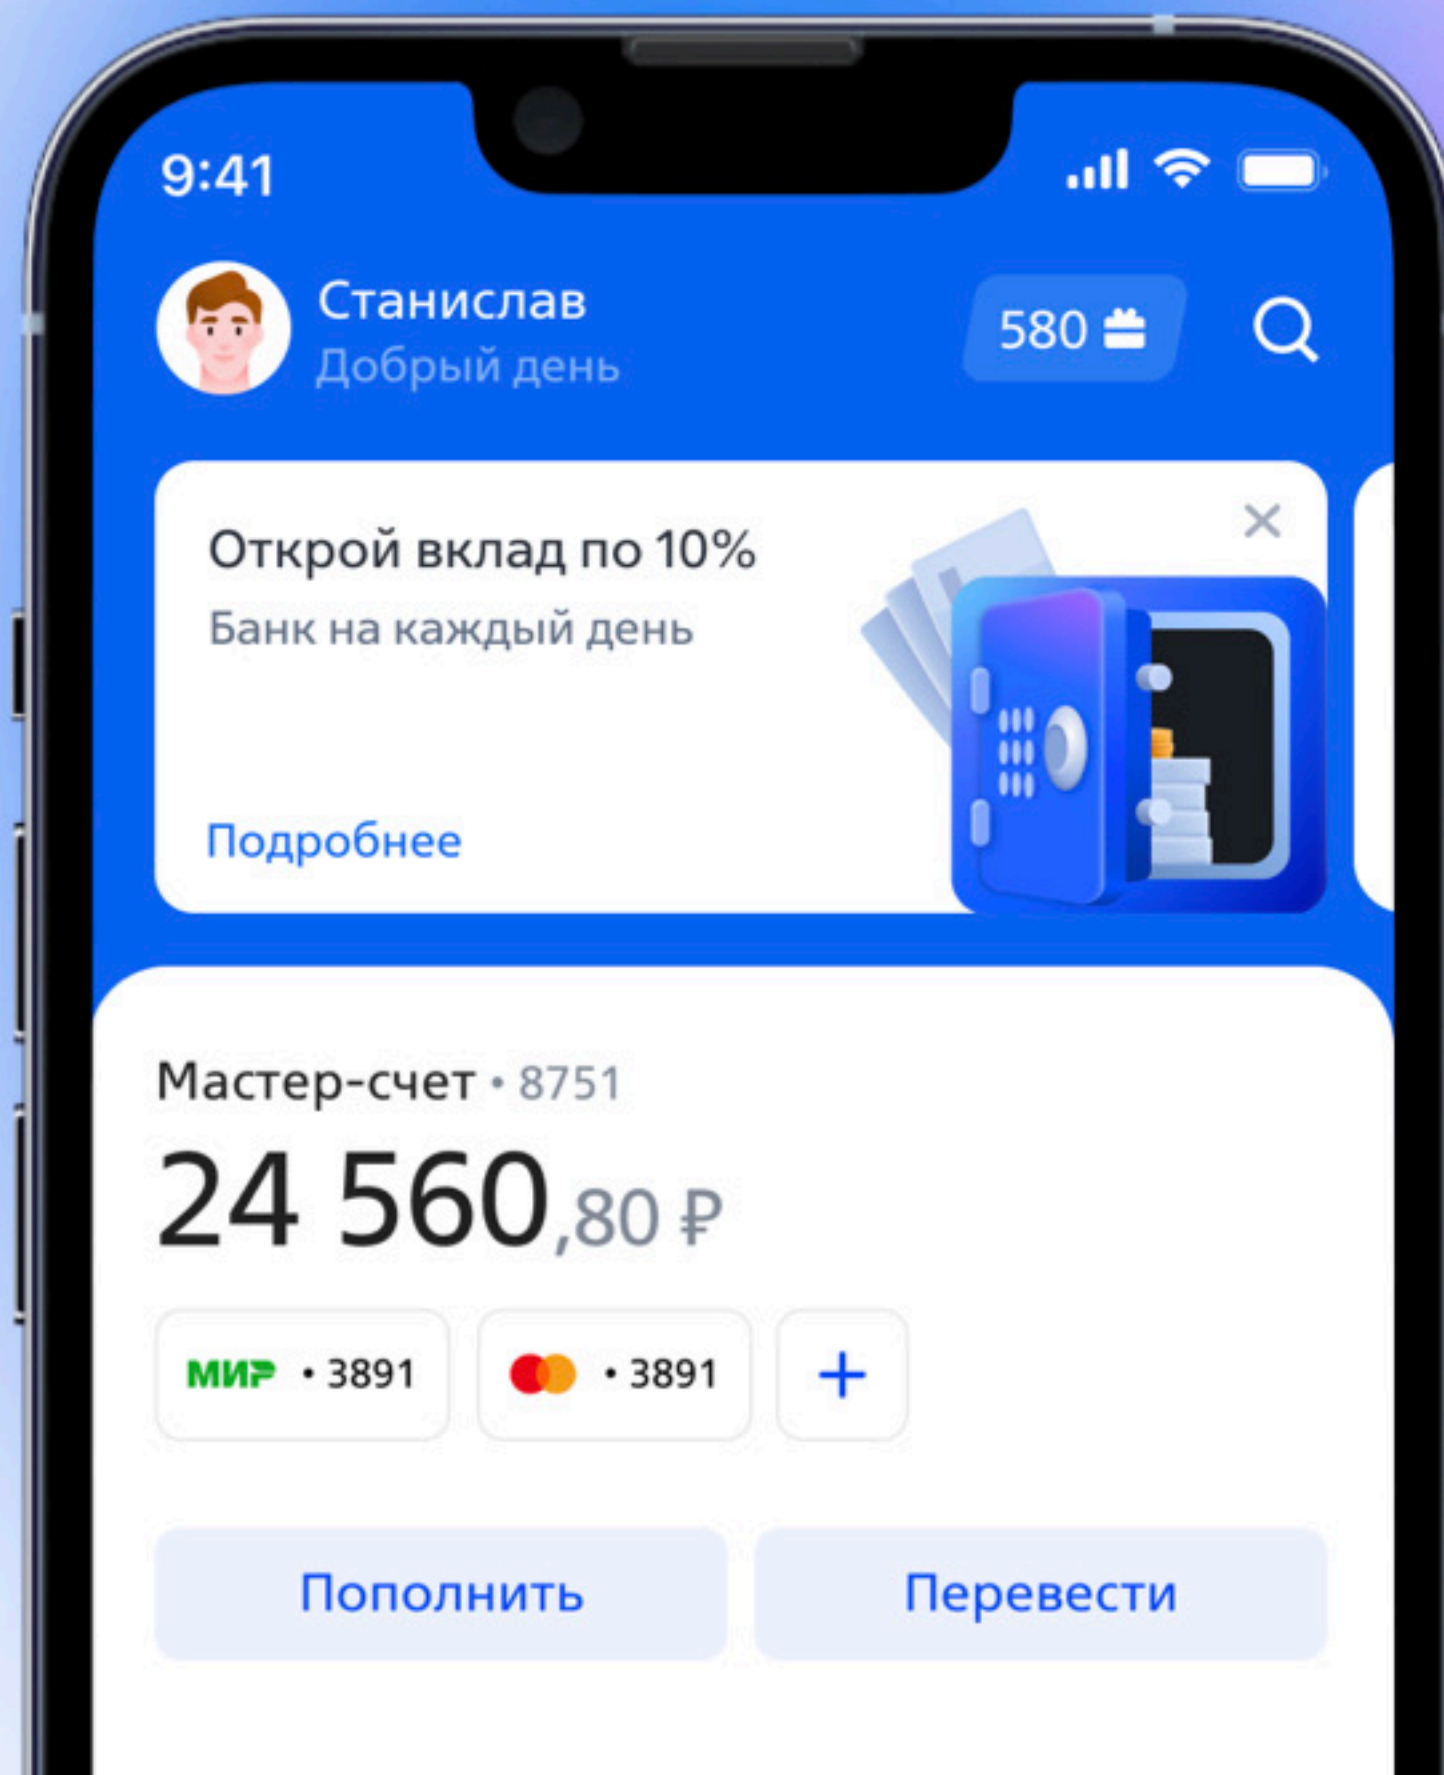 9:41
Станислав
Добрый день
580
Открой вклад по 10%
Банк на каждый день
Подробнее
Мастер-счет • 8751
24 560,80 ₽
МИР • 3891
• 3891
+
Пополнить
Перевести